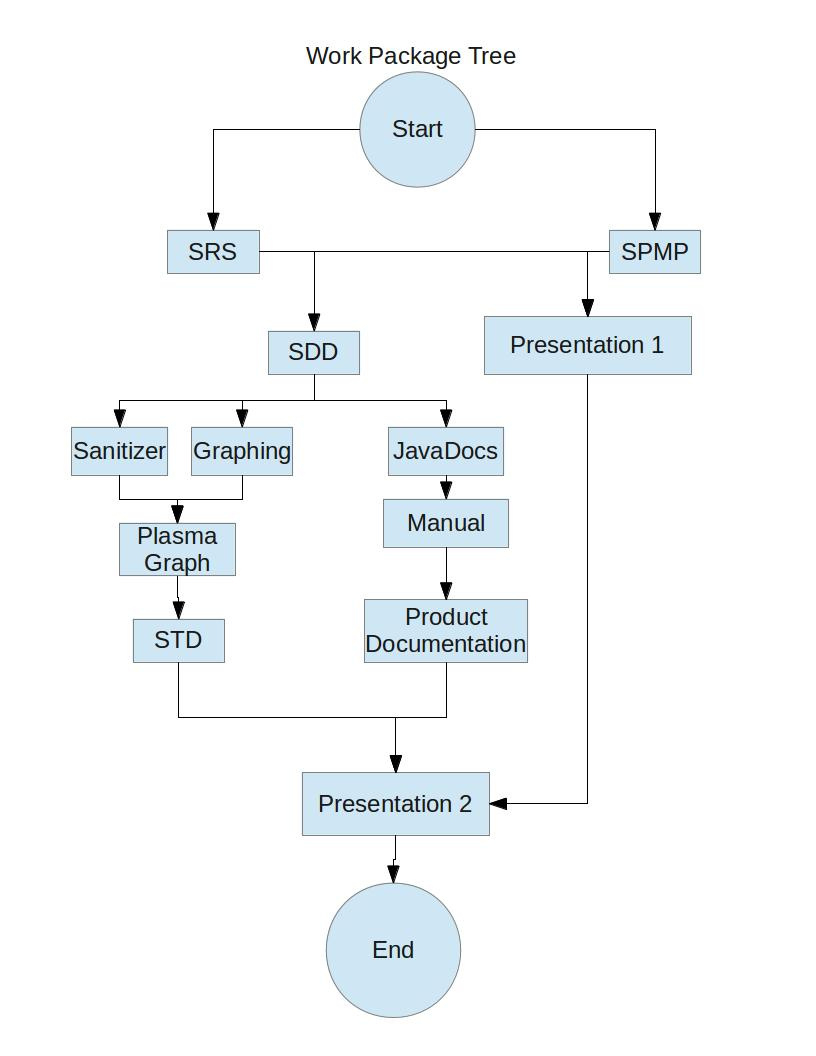 Work Package Tree
Start
SRS
SPMP
SDD
Presentation 1
Sanitizer
Graphing
JavaDocs
Plasma
Graph
Manual
STD
Product
Documentation
Presentation 2
End